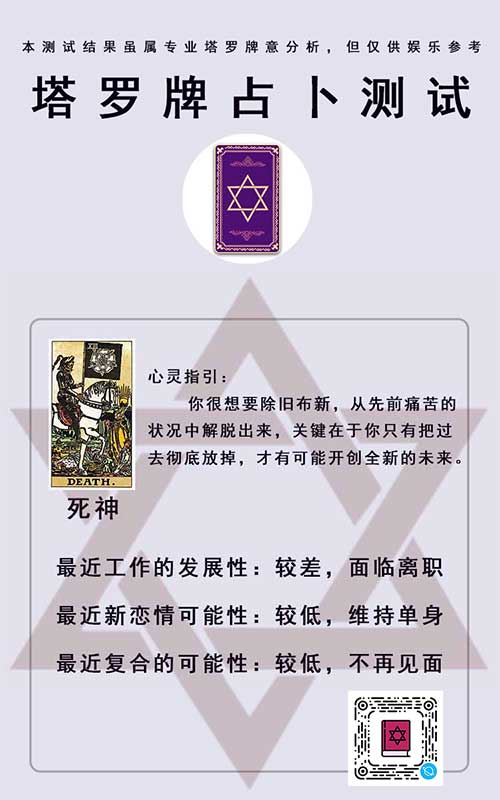 本测试结果虽属专业塔罗牌意分析，但仅供娱乐参考
塔罗牌占卜测试
心灵指引：
你很想要除旧布新，从先前痛苦的
状况中解脱出来，关键在于你只有把过
去彻底放掉，才有可能开创全新的未来。
XIII
DEATH.
死神
最近工作的发展性：较差，面临离职
最近新恋情可能性：较低，维持单身
最近复合的可能性：较低，不再见面